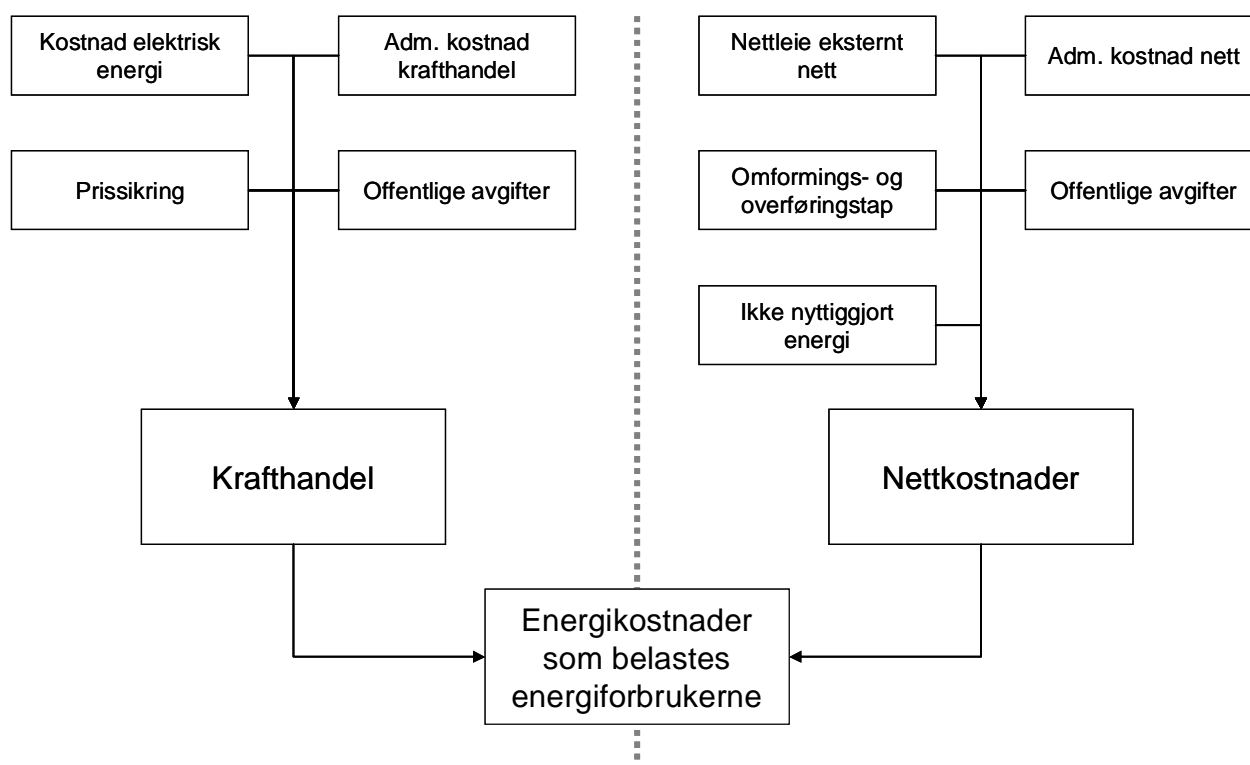 Kostnad elektrisk
energi
Adm. kostnad
krafthandel
Prissikring
Offentlige avgifter
Krafthandel
Nettleie eksternt
nett
Adm. kostnad nett
Omformings- og
overføringstap
Offentlige avgifter
Ikke nyttiggjort
energi
Nettkostnader
Energikostnader
som belastes
energiforbrukerne